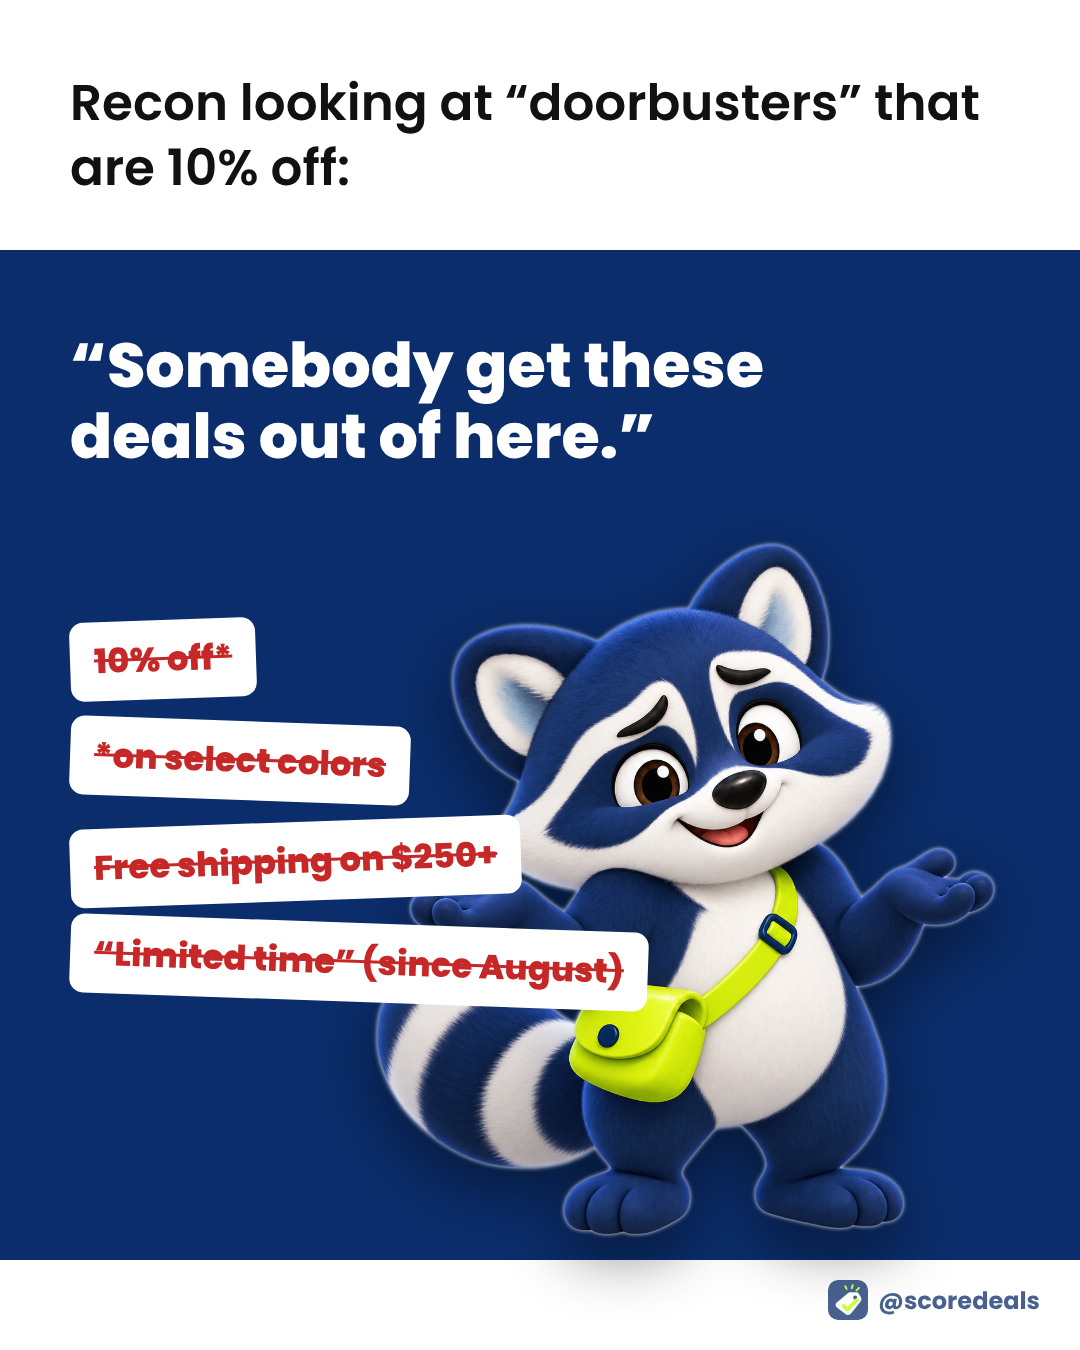 Recon looking at “doorbusters” that
are 10% off:
“Somebody get these
deals out of here.”
10% off*
*on select colors
Free shipping on $250+
“Limited time” (since August)
@scoredeals